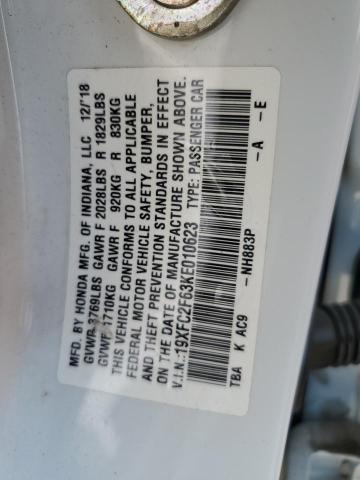 MFD. BY HONDA MFG. OF INDIANA, LLC 12/'18
GVWR 3769LBS GAWR F 2028LBS R 1829LBS
GVWR 1710KG GAWR F 920KG R 830KG
THIS VEHICLE CONFORMS TO ALL APPLICABLE
FEDERAL MOTOR VEHICLE SAFETY, BUMPER,
AND THEFT PREVENTION STANDARDS IN EFFECT
ON THE DATE OF MANUFACTURE SHOWN ABOVE.
V.I.N.:19XFC2F63KE010623 TYPE: PASSENGER CAR
TBA K AC9 -NH883P -A -E